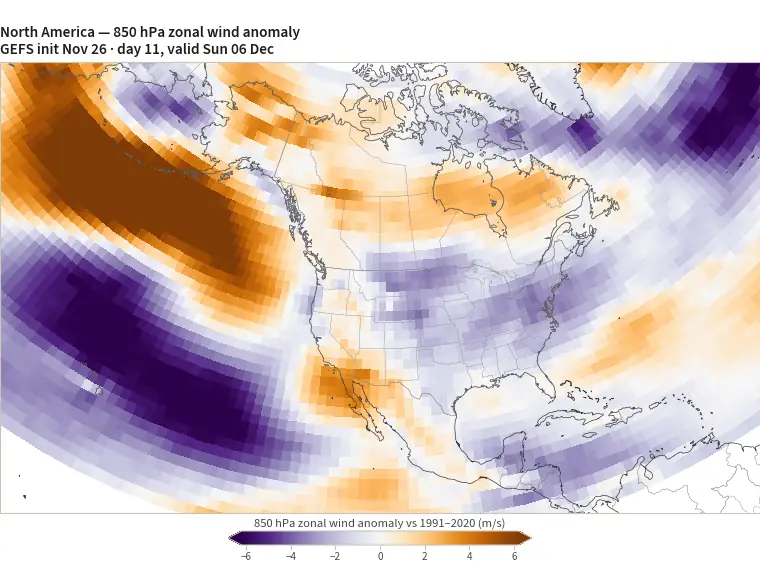 North America — 850 hPa zonal wind anomaly
GEFS init Nov 26 · day 11, valid Sun 06 Dec
850 hPa zonal wind anomaly vs 1991–2020 (m/s)
−6 −4 −2 0 2 4 6